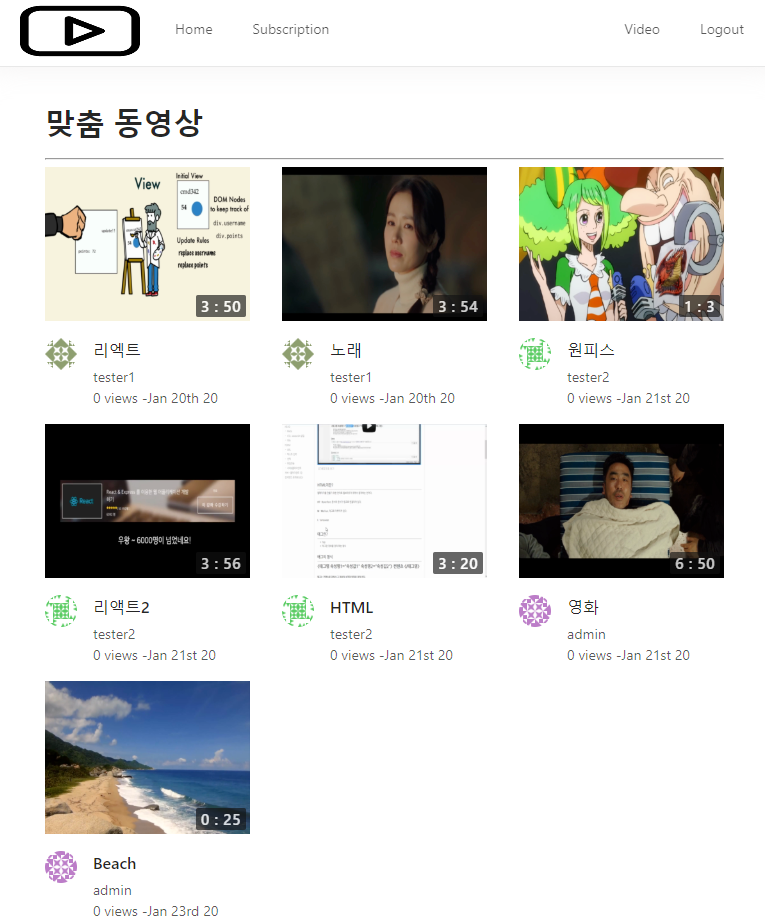 Home
Subscription
Video
Logout
맞춤 동영상
View
Initial View
DOM Nodes
to keep track of
div.username
div.points
54
Update Rules
replace username
replace points
3 : 50
3 : 54
1 : 3
리엑트
tester1
0 views -Jan 20th 20
노래
tester1
0 views -Jan 20th 20
원피스
tester2
0 views -Jan 21st 20
React
우왕 ~ 6000명이 넘었네요!
3 : 56
3 : 20
6 : 50
리액트2
tester2
0 views -Jan 21st 20
HTML
tester2
0 views -Jan 21st 20
영화
admin
0 views -Jan 21st 20
0 : 25
Beach
admin
0 views -Jan 23rd 20